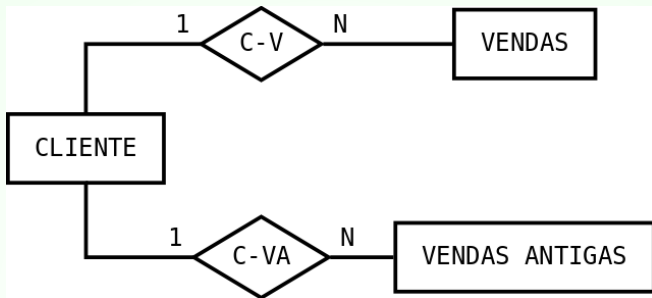 1
C-V
N
VENDAS
CLIENTE
1
C-VA
N
VENDAS ANTIGAS